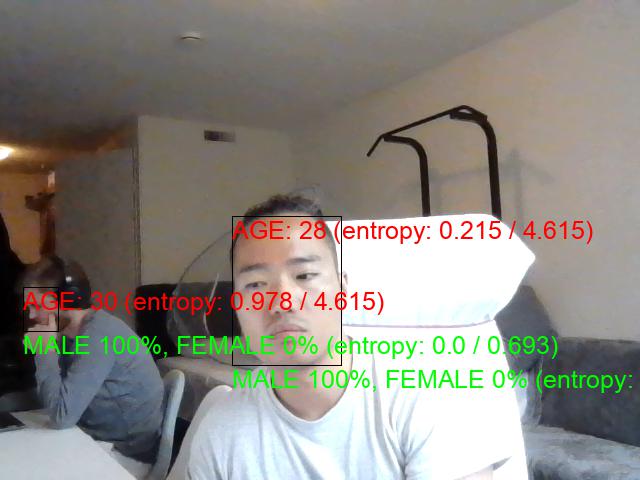 AGE: 28 (entropy: 0.215 / 4.615)
AGE: 30 (entropy: 0.978 / 4.615)
MALE 100%, FEMALE 0% (entropy: 0.0 / 0.693)
MALE 100%, FEMALE 0% (entropy: